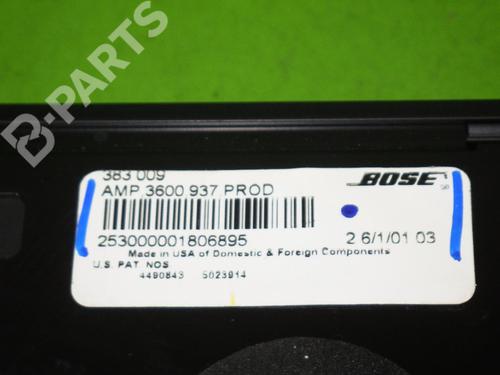 B-PARTS
383 009
AMP 3600 937 PROD
BOSE
253000001806895 2 6/1/01 03
Made in USA of Domestic & Foreign Components
U.S. PAT NOS
4490843 5023914